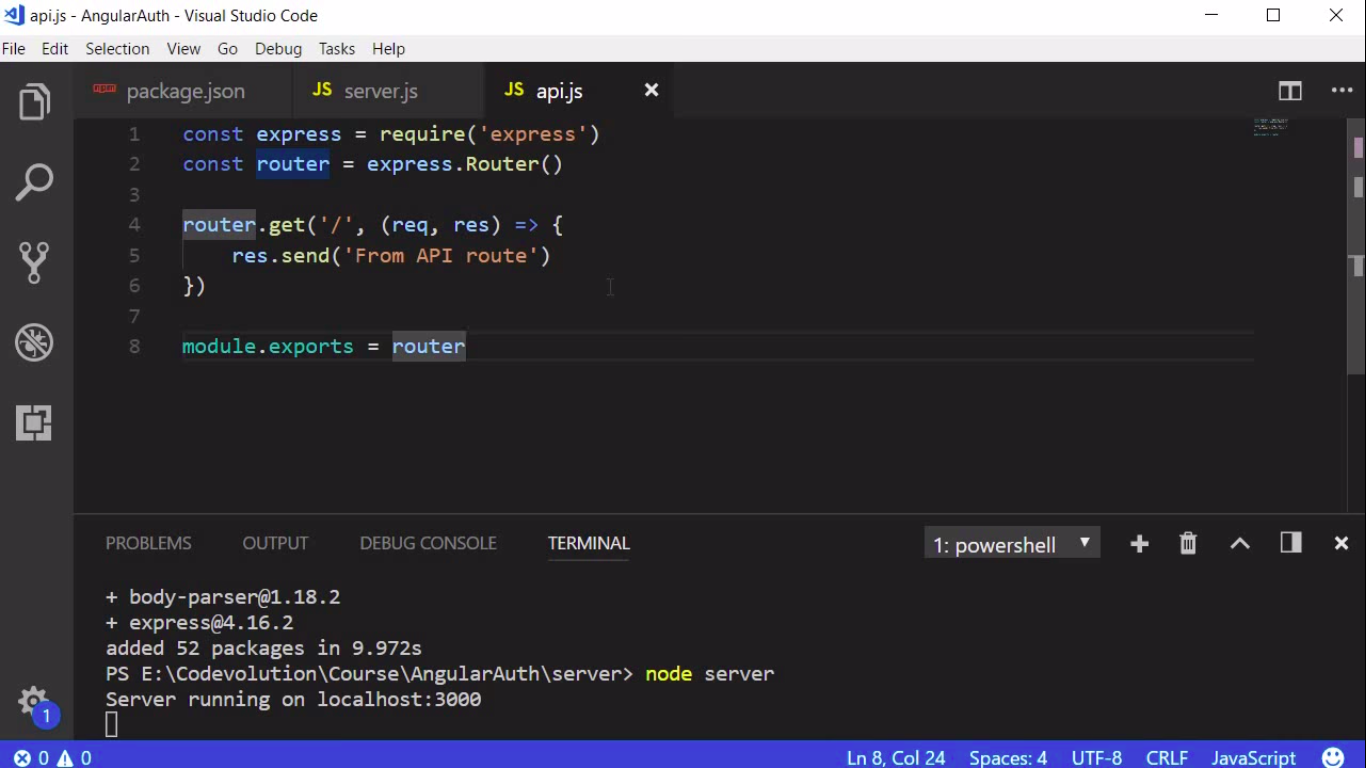 api.js - AngularAuth - Visual Studio Code
File Edit Selection View Go Debug Tasks Help
npm package.json JS server.js JS api.js
1 const express = require('express')
2 const router = express.Router()
3
4 router.get('/', (req, res) => {
5     res.send('From API route')
6 })
7
8 module.exports = router
PROBLEMS OUTPUT DEBUG CONSOLE TERMINAL 1: powershell
+ body-parser@1.18.2
+ express@4.16.2
added 52 packages in 9.972s
PS E:\Codevolution\Course\AngularAuth\server> node server
Server running on localhost:3000
1
0 0 Ln 8, Col 24 Spaces: 4 UTF-8 CRLF JavaScript